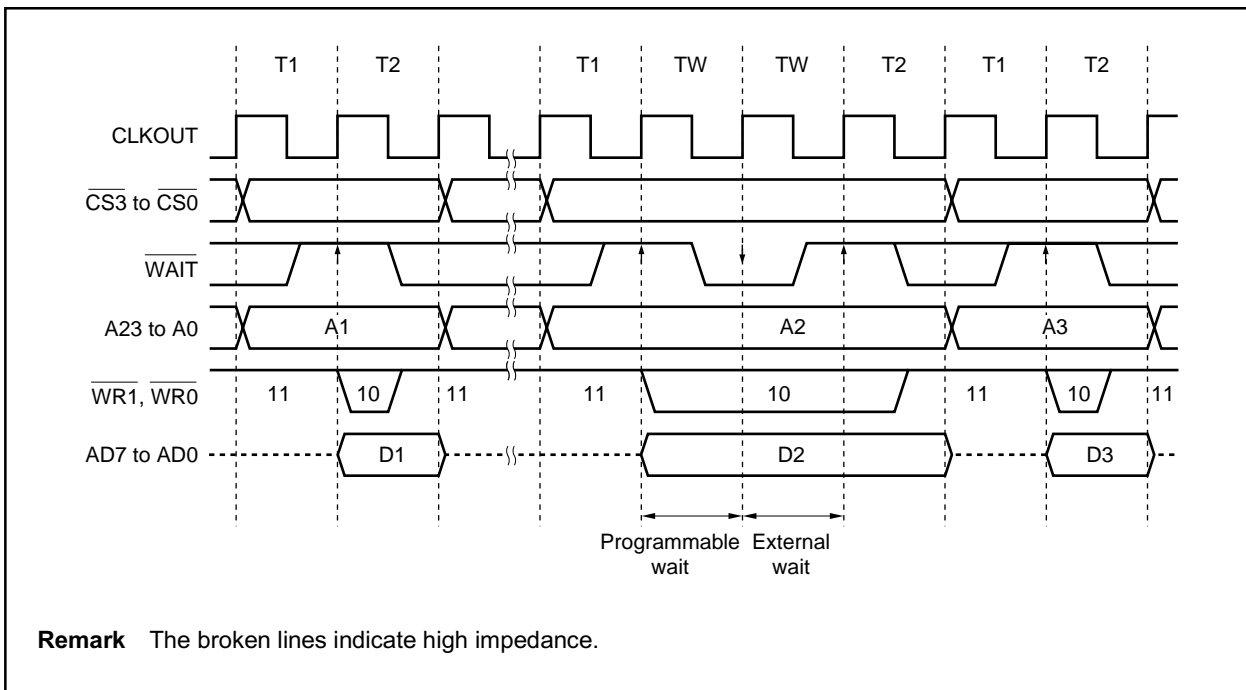 T1 T2 T1 TW TW T2 T1 T2
CLKOUT
CS3 to CS0
WAIT
A23 to A0 A1 A2 A3
WR1, WR0 11 10 11 11 10 11 10 11
AD7 to AD0 D1 D2 D3
Programmable External
wait wait
Remark The broken lines indicate high impedance.